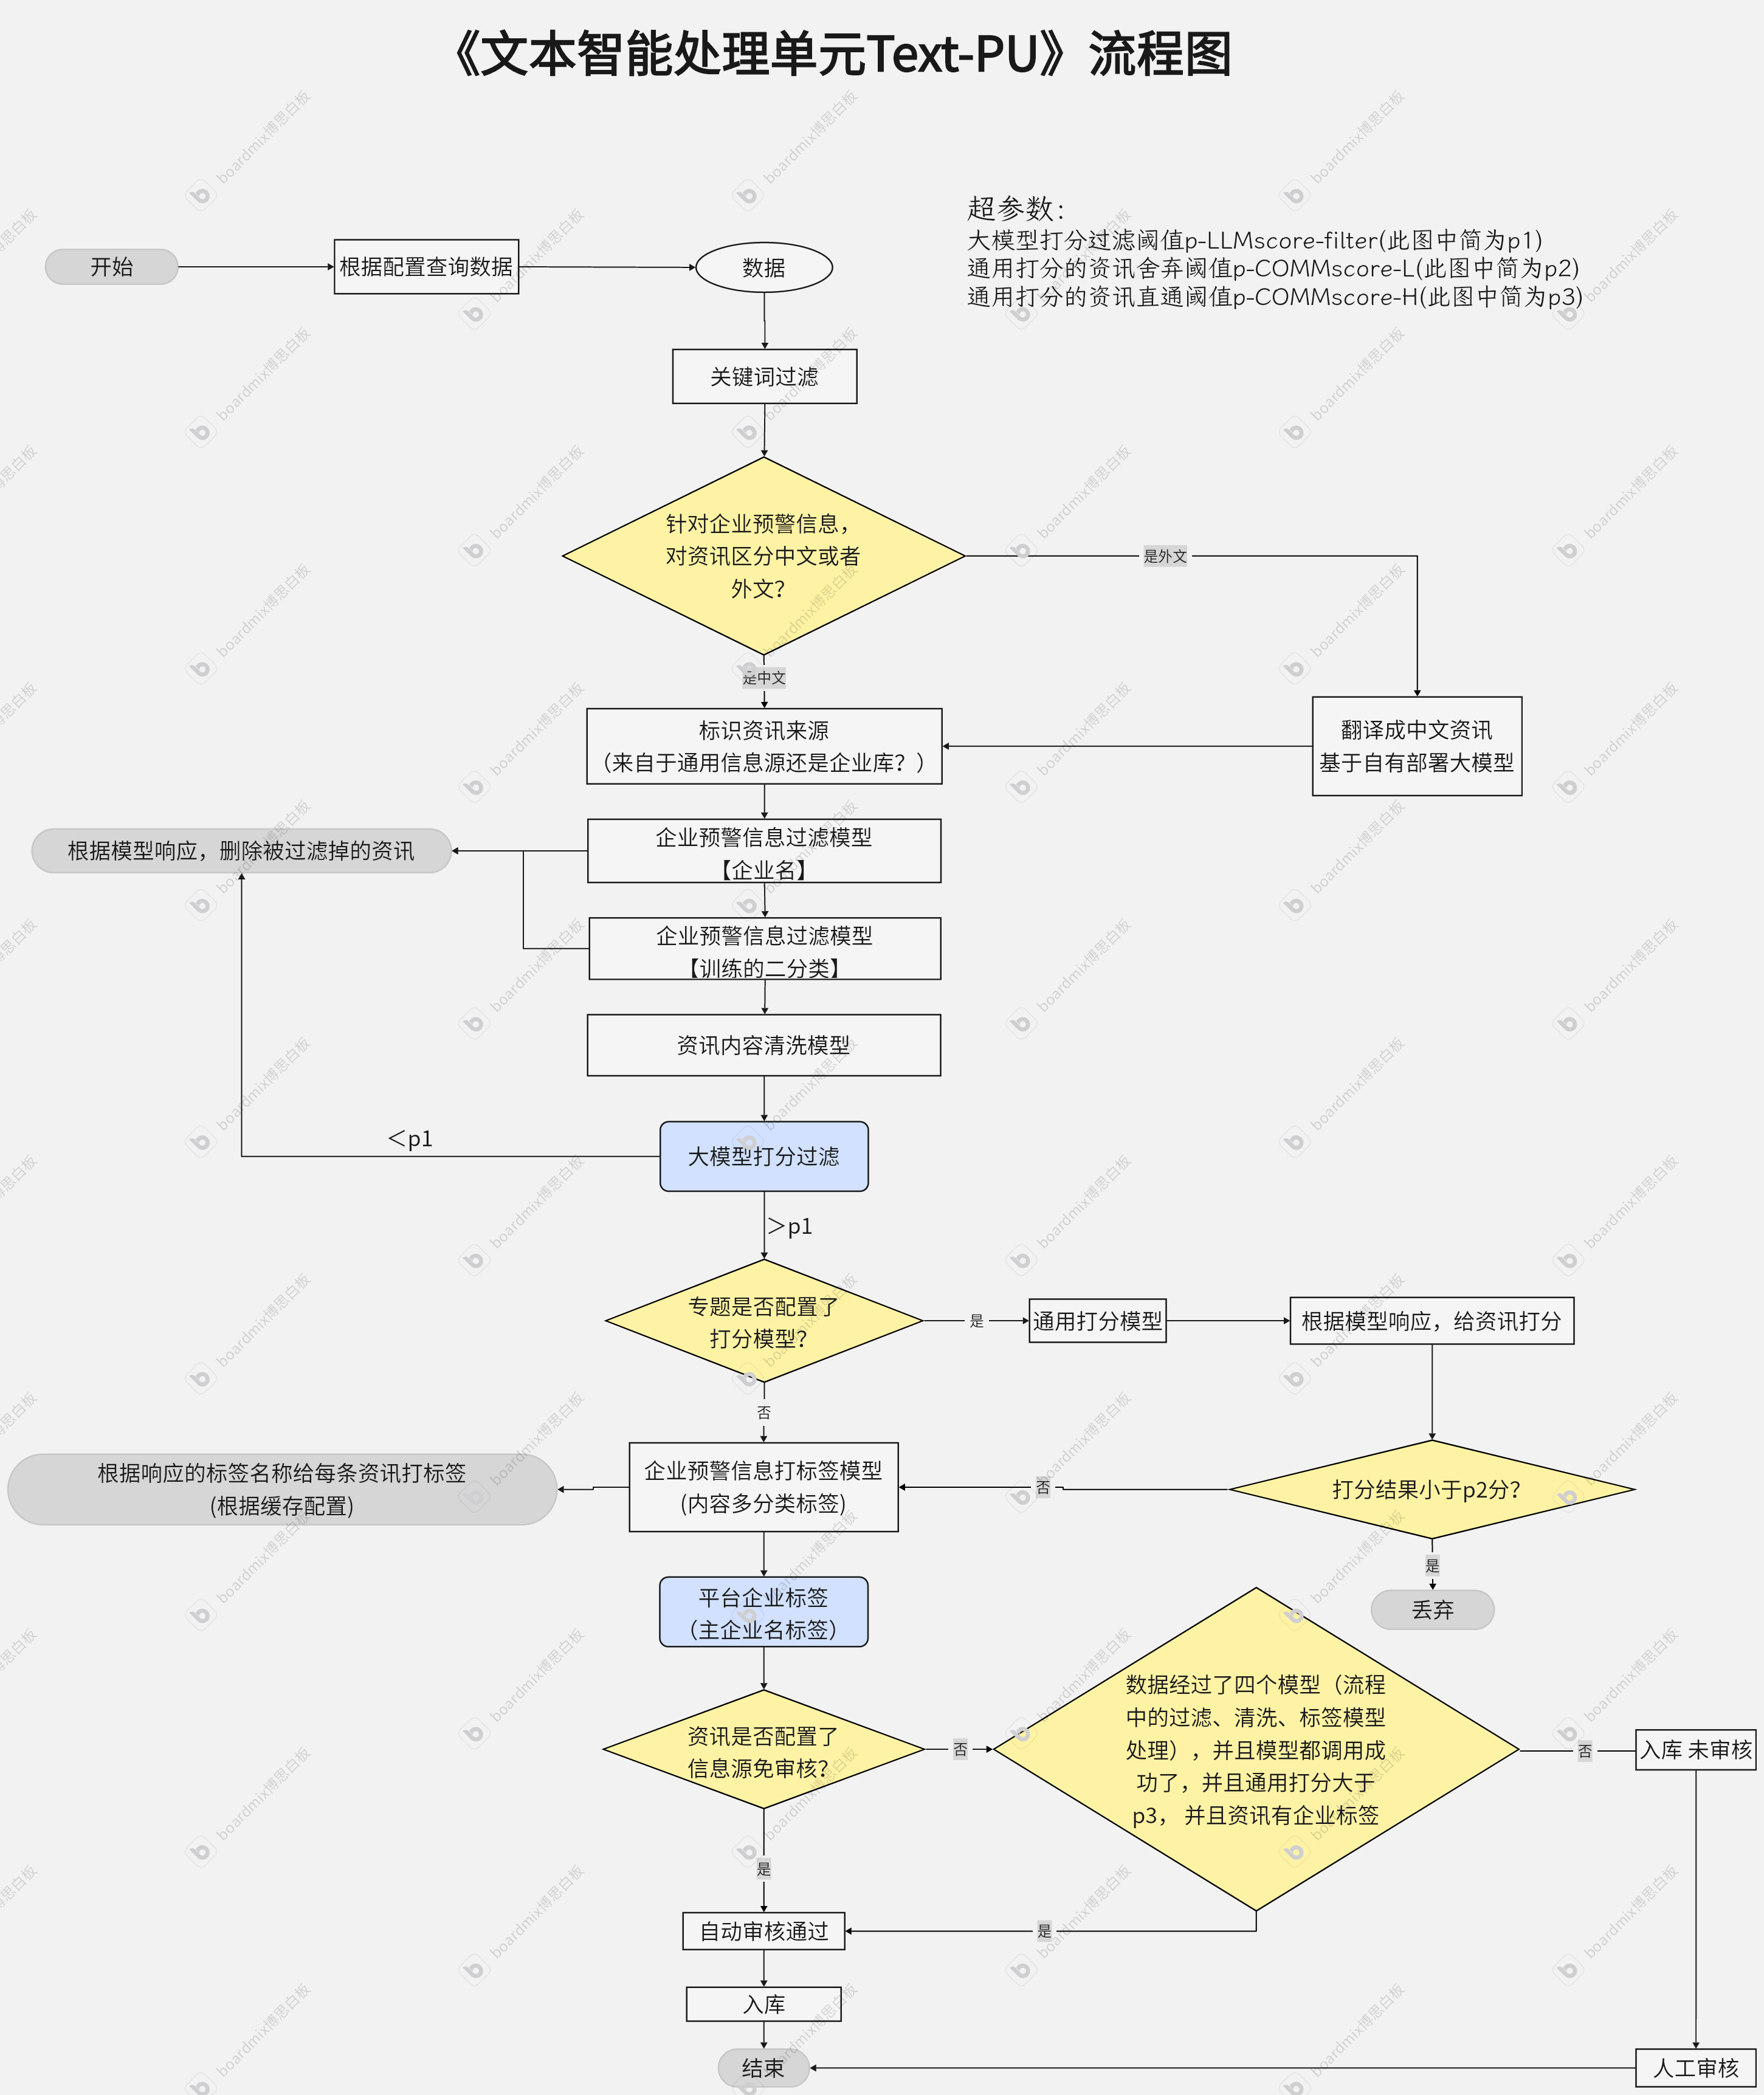 《文本智能处理单元Text-PU》流程图
超参数：
大模型打分过滤阈值p-LLMscore-filter(此图中简为p1)
通用打分的资讯舍弃阈值p-COMMscore-L(此图中简为p2)
通用打分的资讯直通阈值p-COMMscore-H(此图中简为p3)
开始
根据配置查询数据
数据
关键词过滤
针对企业预警信息，
对资讯区分中文或者
外文？
是外文
是中文
标识资讯来源
（来自于通用信息源还是企业库？）
翻译成中文资讯
基于自有部署大模型
根据模型响应，删除被过滤掉的资讯
企业预警信息过滤模型
【企业名】
企业预警信息过滤模型
【训练的二分类】
资讯内容清洗模型
＜p1
大模型打分过滤
＞p1
专题是否配置了
打分模型？
是
通用打分模型
根据模型响应，给资讯打分
否
根据响应的标签名称给每条资讯打标签
(根据缓存配置)
企业预警信息打标签模型
(内容多分类标签)
否
打分结果小于p2分？
是
丢弃
平台企业标签
（主企业名标签）
资讯是否配置了
信息源免审核？
否
数据经过了四个模型（流程
中的过滤、清洗、标签模型
处理），并且模型都调用成
功了，并且通用打分大于
p3， 并且资讯有企业标签
否
入库 未审核
是
自动审核通过
是
入库
结束
人工审核
boardmix博思白板